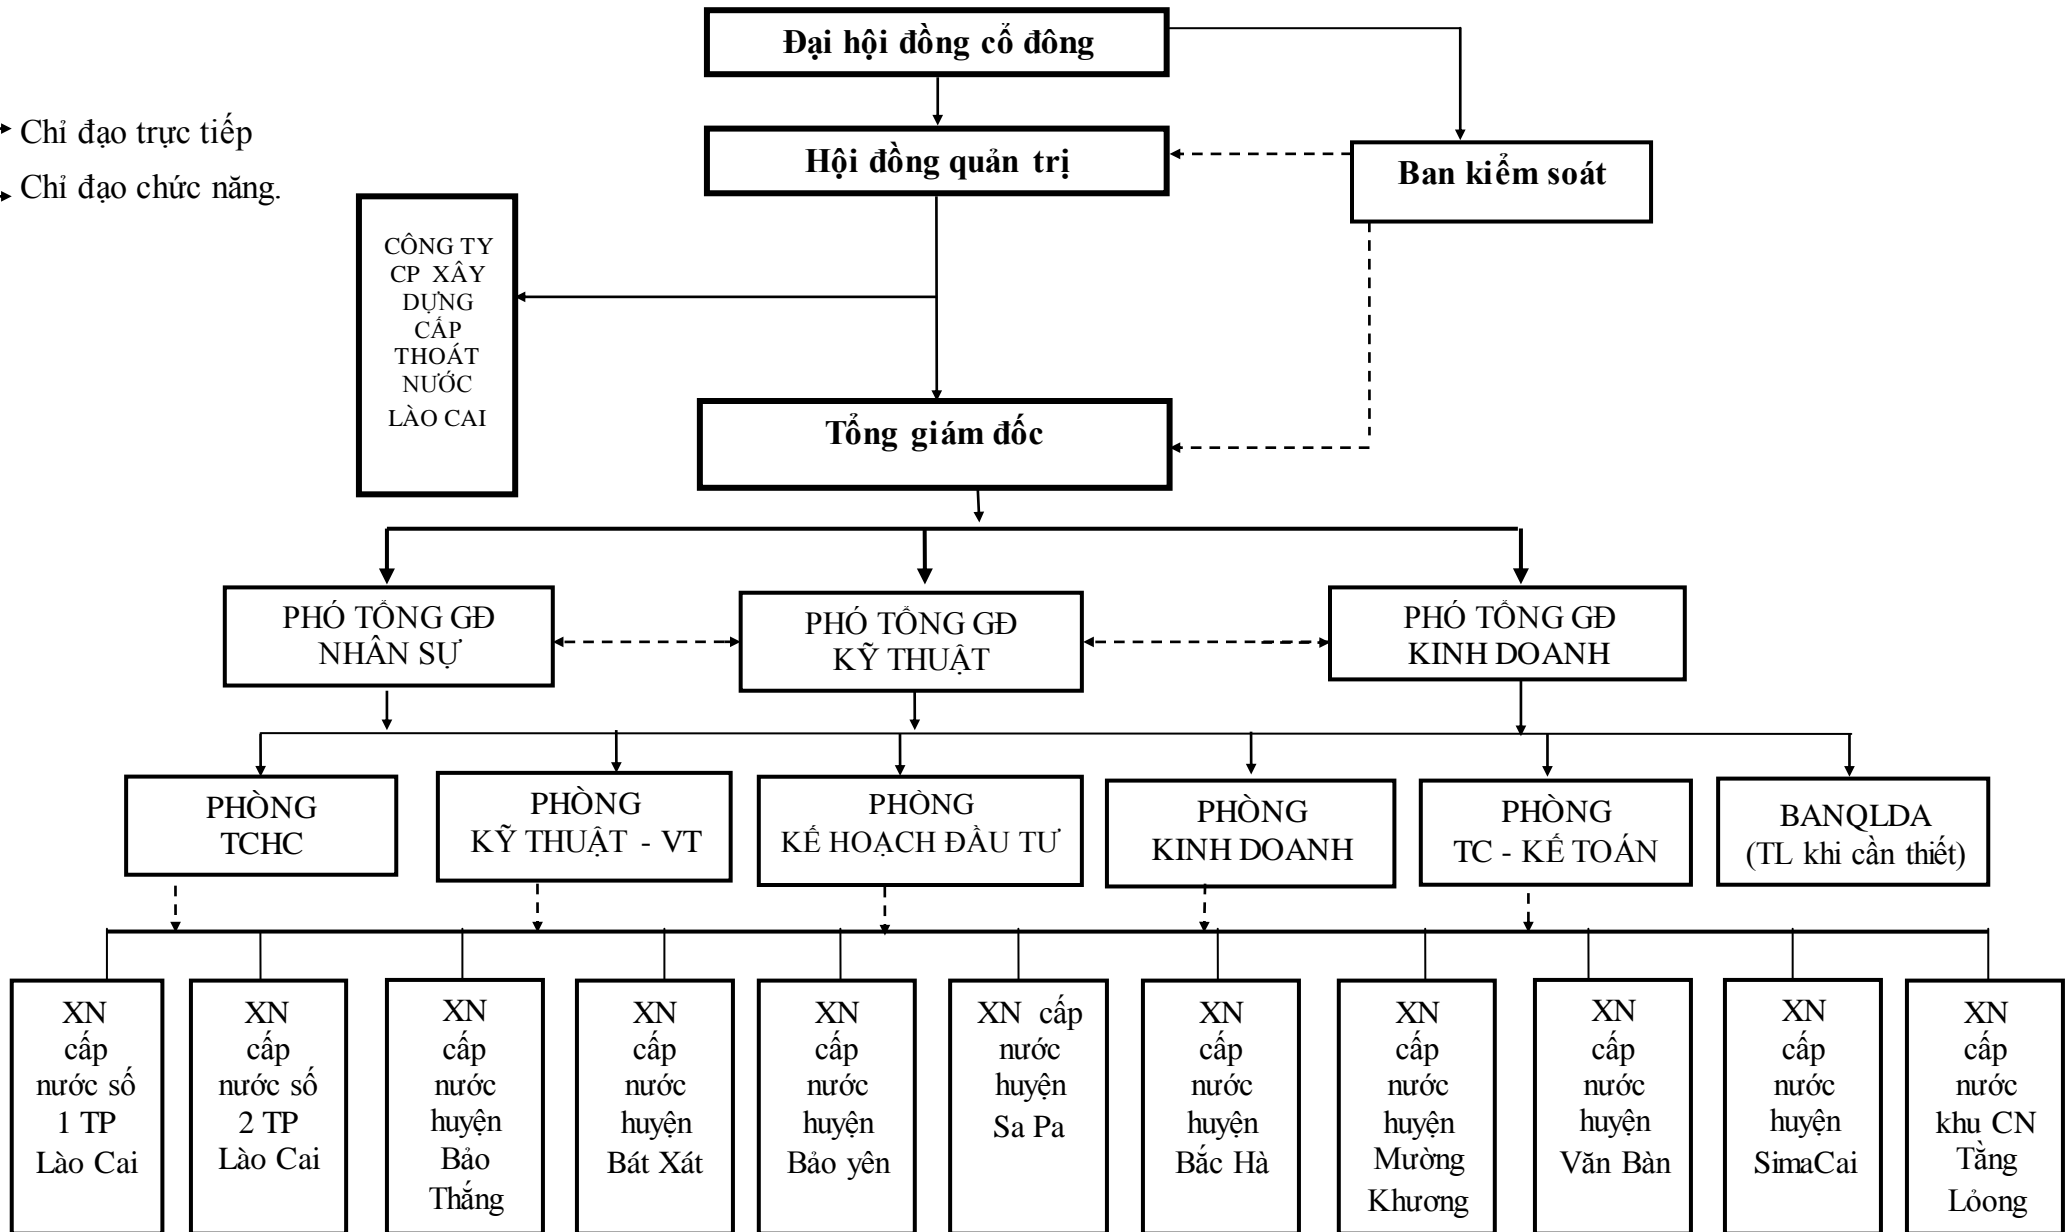 Đại hội đồng cổ đông
Chỉ đạo trực tiếp
Hội đồng quản trị
Ban kiểm soát
Chỉ đạo chức năng.
CÔNG TY
CP XÂY
DỰNG
CẤP
THOÁT
NƯỚC
LÀO CAI
Tổng giám đốc
PHÓ TỔNG GĐ
NHÂN SỰ
PHÓ TỔNG GĐ
KỸ THUẬT
PHÓ TỔNG GĐ
KINH DOANH
PHÒNG
TCHC
PHÒNG
KỸ THUẬT - VT
PHÒNG
KẾ HOẠCH ĐẦU TƯ
PHÒNG
KINH DOANH
PHÒNG
TC - KẾ TOÁN
BANQLDA
(TL khi cần thiết)
XN
cấp
nước số
1 TP
Lào Cai
XN
cấp
nước số
2 TP
Lào Cai
XN
cấp
nước
huyện
Bảo
Thắng
XN
cấp
nước
huyện
Bát Xát
XN
cấp
nước
huyện
Bảo yên
XN cấp
nước
huyện
Sa Pa
XN
cấp
nước
huyện
Bắc Hà
XN
cấp
nước
huyện
Mường
Khương
XN
cấp
nước
huyện
Văn Bàn
XN
cấp
nước
huyện
SimaCai
XN
cấp
nước
khu CN
Tằng
Lỏong